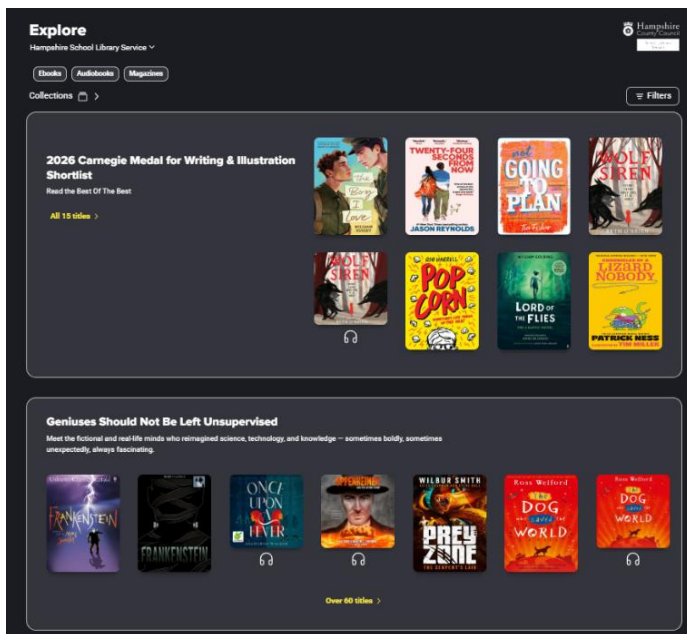 Explore
Hampshire School Library Service
Hampshire
County Council
Ebooks Audiobooks Magazines
Collections
Filters
2026 Carnegie Medal for Writing & Illustration
Shortlist
Read the Best Of The Best
All 15 titles
The
Boy
I
Love
TWENTY-FOUR
SECONDS
FROM
NOW
JASON REYNOLDS
not
GOING
TO
PLAN
WOLF
SIREN
WOLF
SIREN
POP
CORN
LORD
OF
THE FLIES
LIZARD
NOBODY
PATRICK NESS
TIM MILLER
Geniuses Should Not Be Left Unsupervised
Meet the fictional and real-life minds who reimagined science, technology, and knowledge — sometimes boldly, sometimes
unexpectedly, always fascinating.
FRANKENSTEIN
FRANKENSTEIN
ONCE
UPON
A
FEVER
OPPENHEIMER
WILBUR SMITH
PREY
ZONE
THE SERPENT'S LAIR
Ross Welford
THE
DOG
WHO SAVED THE
WORLD
Ross Welford
THE
DOG
WHO SAVED THE
WORLD
Over 60 titles